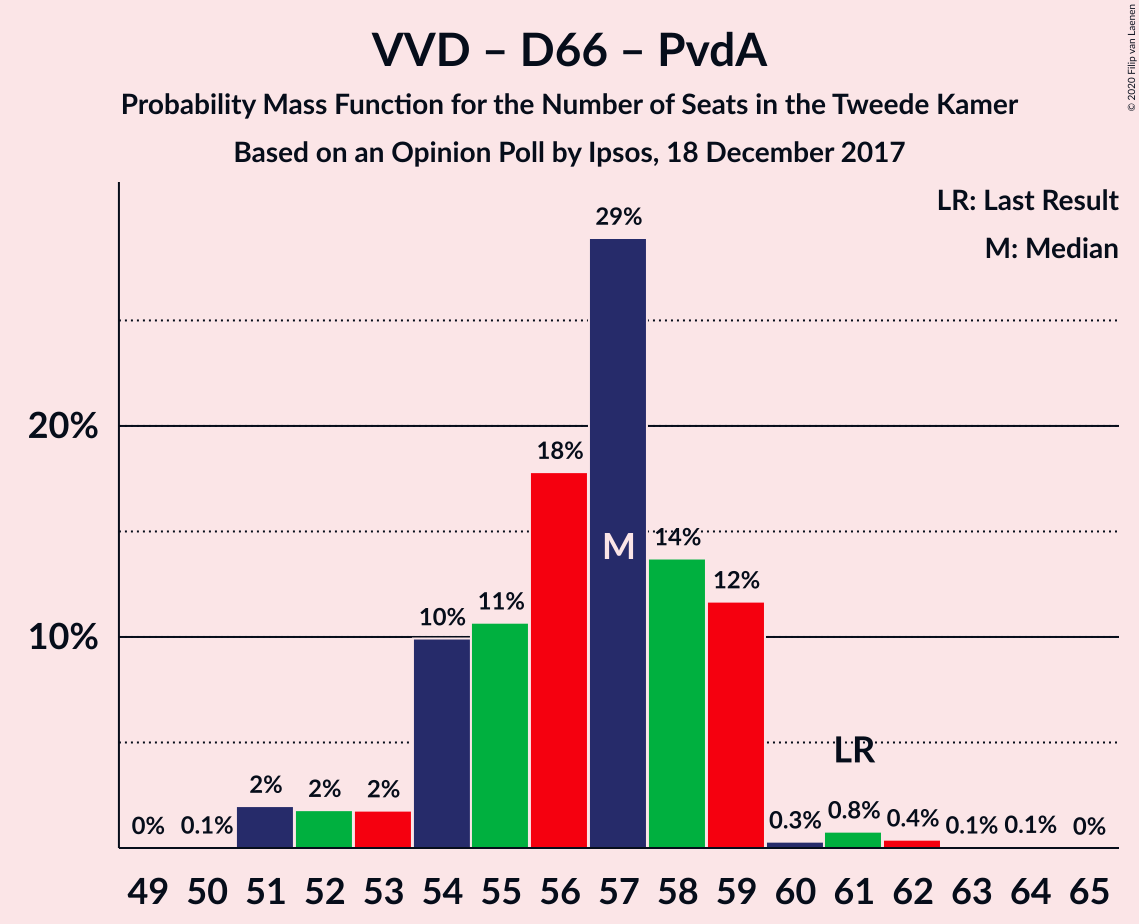 VVD – D66 – PvdA
Probability Mass Function for the Number of Seats in the Tweede Kamer
Based on an Opinion Poll by Ipsos, 18 December 2017
© 2020 Filip van Laenen
LR: Last Result
M: Median
20%
10%
0% 0.1% 2% 2% 2% 10% 11% 18% 29% 14% 12% 0.3% 0.8% 0.4% 0.1% 0.1% 0%
M
LR
49 50 51 52 53 54 55 56 57 58 59 60 61 62 63 64 65